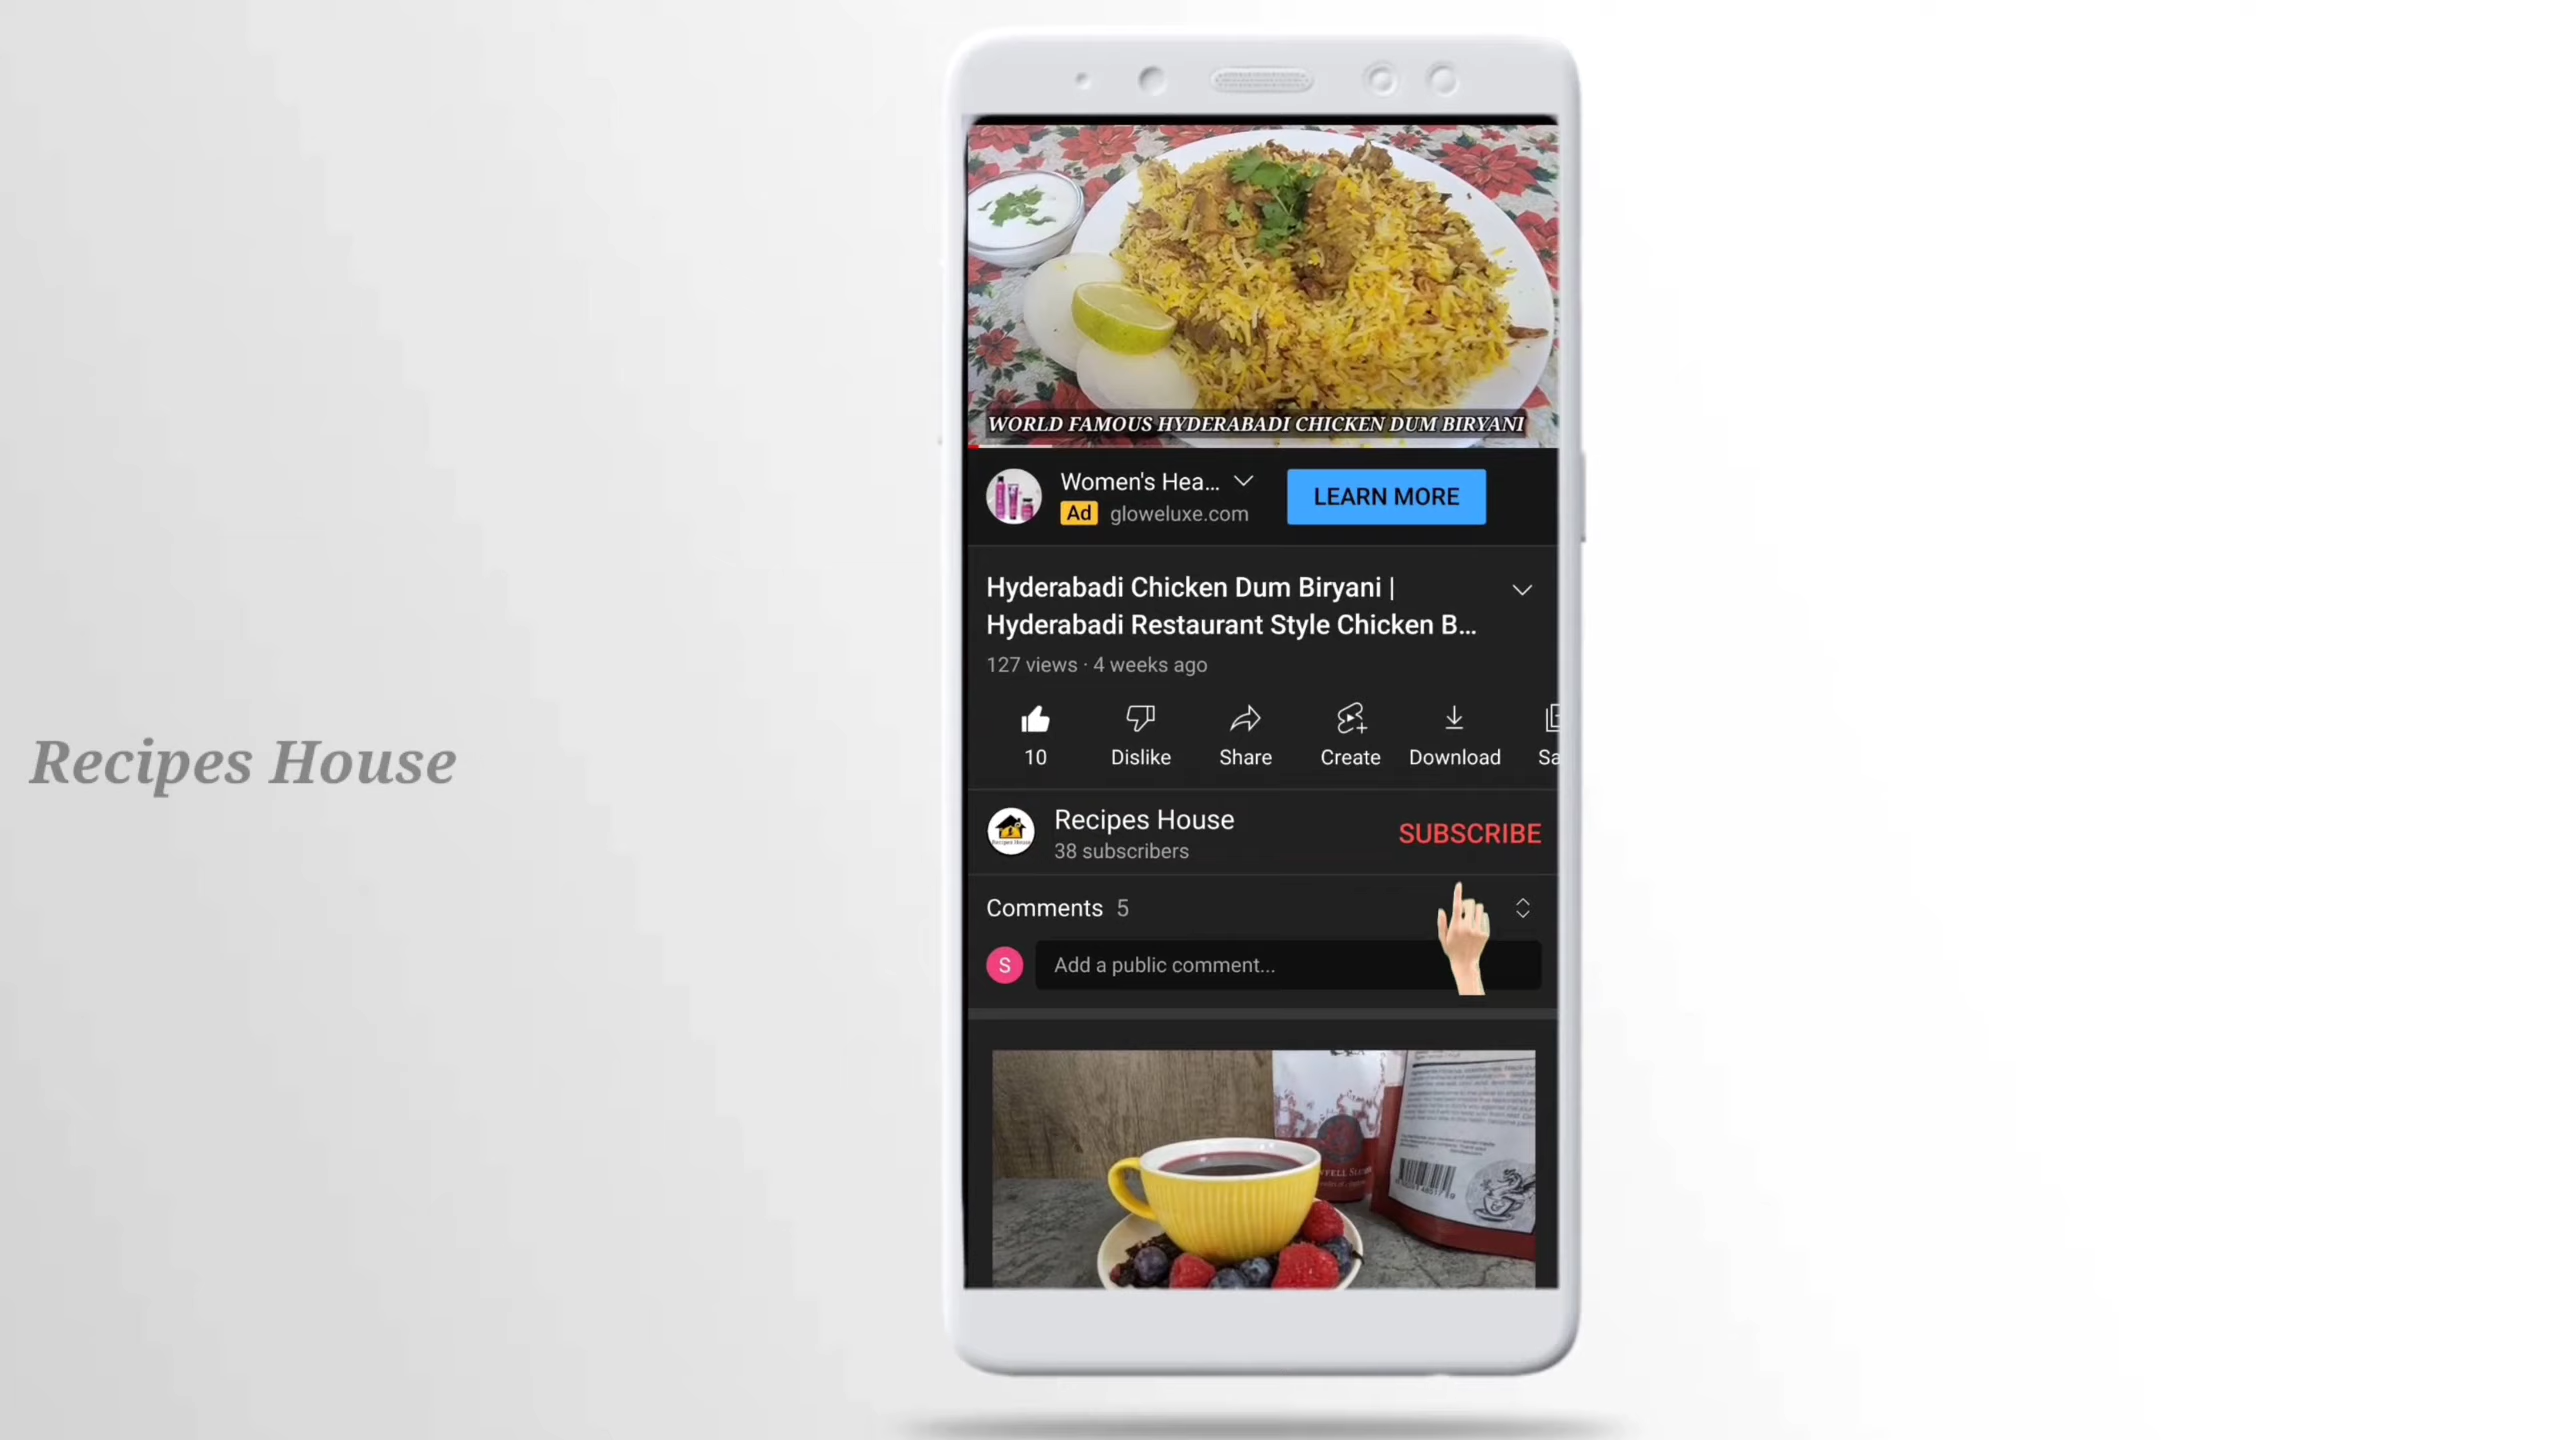 WORLD FAMOUS HYDERABADI CHICKEN DUM BIRYANI
Women's Hea...
LEARN MORE
Ad gloweluxe.com
Hyderabadi Chicken Dum Biryani |
Hyderabadi Restaurant Style Chicken B...
127 views · 4 weeks ago
10 Dislike Share Create Download Sa
Recipes House
Recipes House
SUBSCRIBE
38 subscribers
Comments 5
S
Add a public comment...